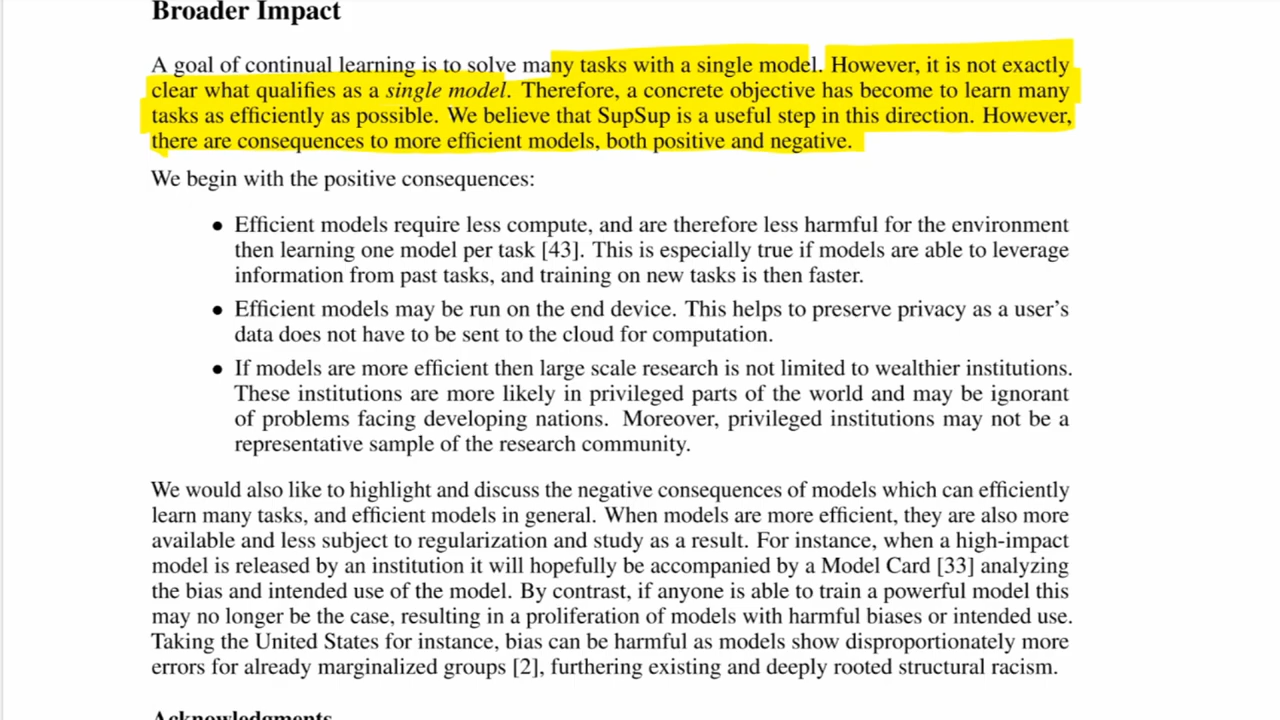 Broader Impact
A goal of continual learning is to solve many tasks with a single model. However, it is not exactly
clear what qualifies as a single model. Therefore, a concrete objective has become to learn many
tasks as efficiently as possible. We believe that SupSup is a useful step in this direction. However,
there are consequences to more efficient models, both positive and negative.
We begin with the positive consequences:
• Efficient models require less compute, and are therefore less harmful for the environment
then learning one model per task [43]. This is especially true if models are able to leverage
information from past tasks, and training on new tasks is then faster.
• Efficient models may be run on the end device. This helps to preserve privacy as a user's
data does not have to be sent to the cloud for computation.
• If models are more efficient then large scale research is not limited to wealthier institutions.
These institutions are more likely in privileged parts of the world and may be ignorant
of problems facing developing nations. Moreover, privileged institutions may not be a
representative sample of the research community.
We would also like to highlight and discuss the negative consequences of models which can efficiently
learn many tasks, and efficient models in general. When models are more efficient, they are also more
available and less subject to regularization and study as a result. For instance, when a high-impact
model is released by an institution it will hopefully be accompanied by a Model Card [33] analyzing
the bias and intended use of the model. By contrast, if anyone is able to train a powerful model this
may no longer be the case, resulting in a proliferation of models with harmful biases or intended use.
Taking the United States for instance, bias can be harmful as models show disproportionately more
errors for already marginalized groups [2], furthering existing and deeply rooted structural racism.
Acknowledgments